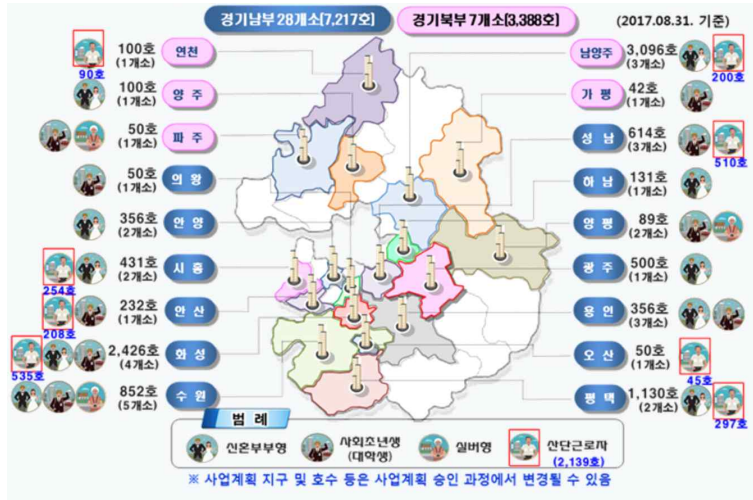 경기남부 28개소(7,217호)
경기북부 7개소(3,388호)
(2017.08.31. 기준)
100호
(1개소)
연천
90호
100호
(1개소)
양주
50호
(1개소)
파주
50호
(1개소)
의왕
356호
(2개소)
안양
431호
(2개소)
시흥
254호
232호
(1개소)
안산
208호
2,426호
(4개소)
화성
535호
852호
(5개소)
수원
남양주
3,096호
(3개소)
200호
가평
42호
(1개소)
성남
614호
(3개소)
510호
하남
131호
(1개소)
양평
89호
(2개소)
광주
500호
(1개소)
용인
356호
(3개소)
오산
50호
(1개소)
45호
평택
1,130호
(2개소)
297호
범례
신혼부부형
사회초년생
(대학생)
실버형
산단근로자
(2,139호)
※ 사업계획 지구 및 호수 등은 사업계획 승인 과정에서 변경될 수 있음